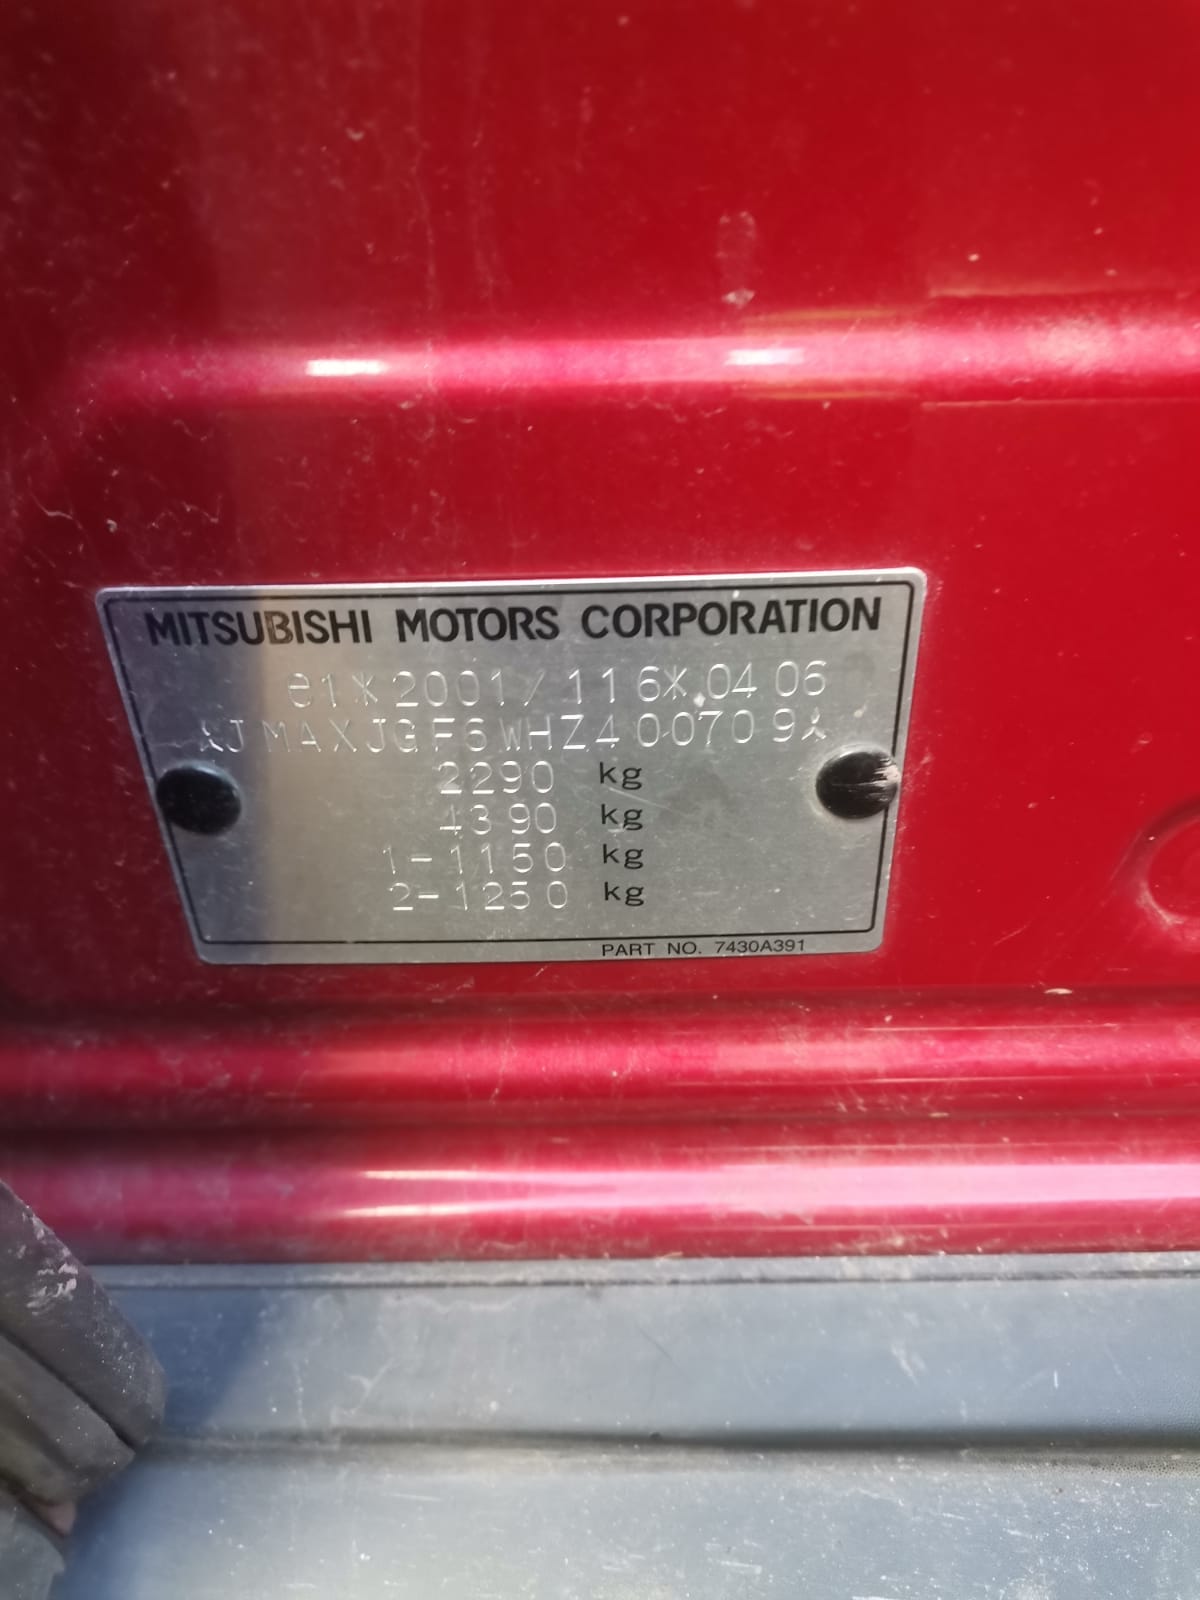 MITSUBISHI MOTORS CORPORATION
e1*2001/116*0406
JMAXJGF6WHZ400709
2290 kg
4390 kg
1-1150 kg
2-1250 kg
PART NO. 7430A391